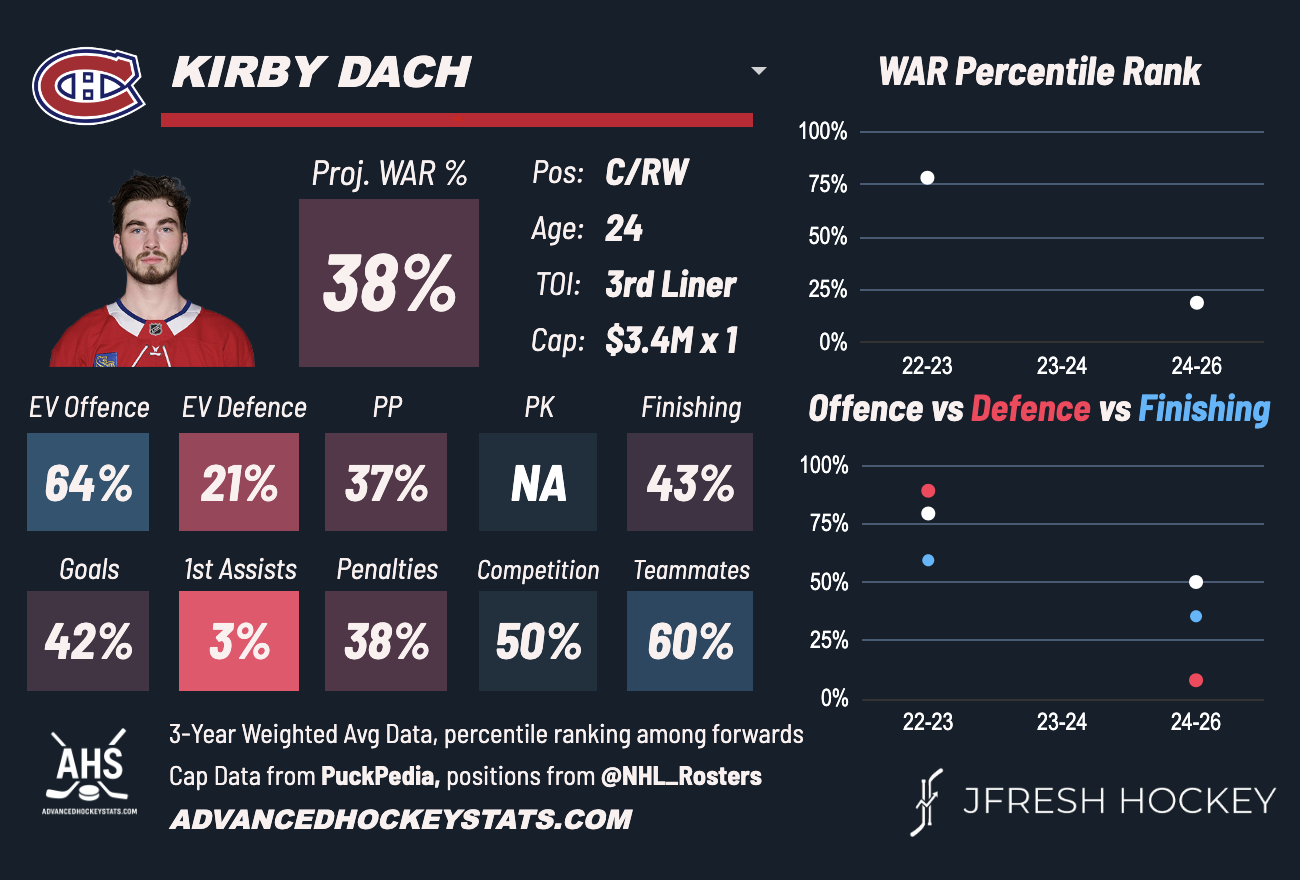 KIRBY DACH
WAR Percentile Rank
Proj. WAR %
38%
Pos: C/RW
Age: 24
TOI: 3rd Liner
Cap: $3.4M x 1
100%
75%
50%
25%
0%
22-23 23-24 24-26
EV Offence EV Defence PP PK Finishing
64% 21% 37% NA 43%
Goals 1st Assists Penalties Competition Teammates
42% 3% 38% 50% 60%
Offence vs Defence vs Finishing
100%
75%
50%
25%
0%
22-23 23-24 24-26
AHS
ADVANCEDHOCKEYSTATS.COM
3-Year Weighted Avg Data, percentile ranking among forwards
Cap Data from PuckPedia, positions from @NHL_Rosters
ADVANCEDHOCKEYSTATS.COM
JFRESH HOCKEY